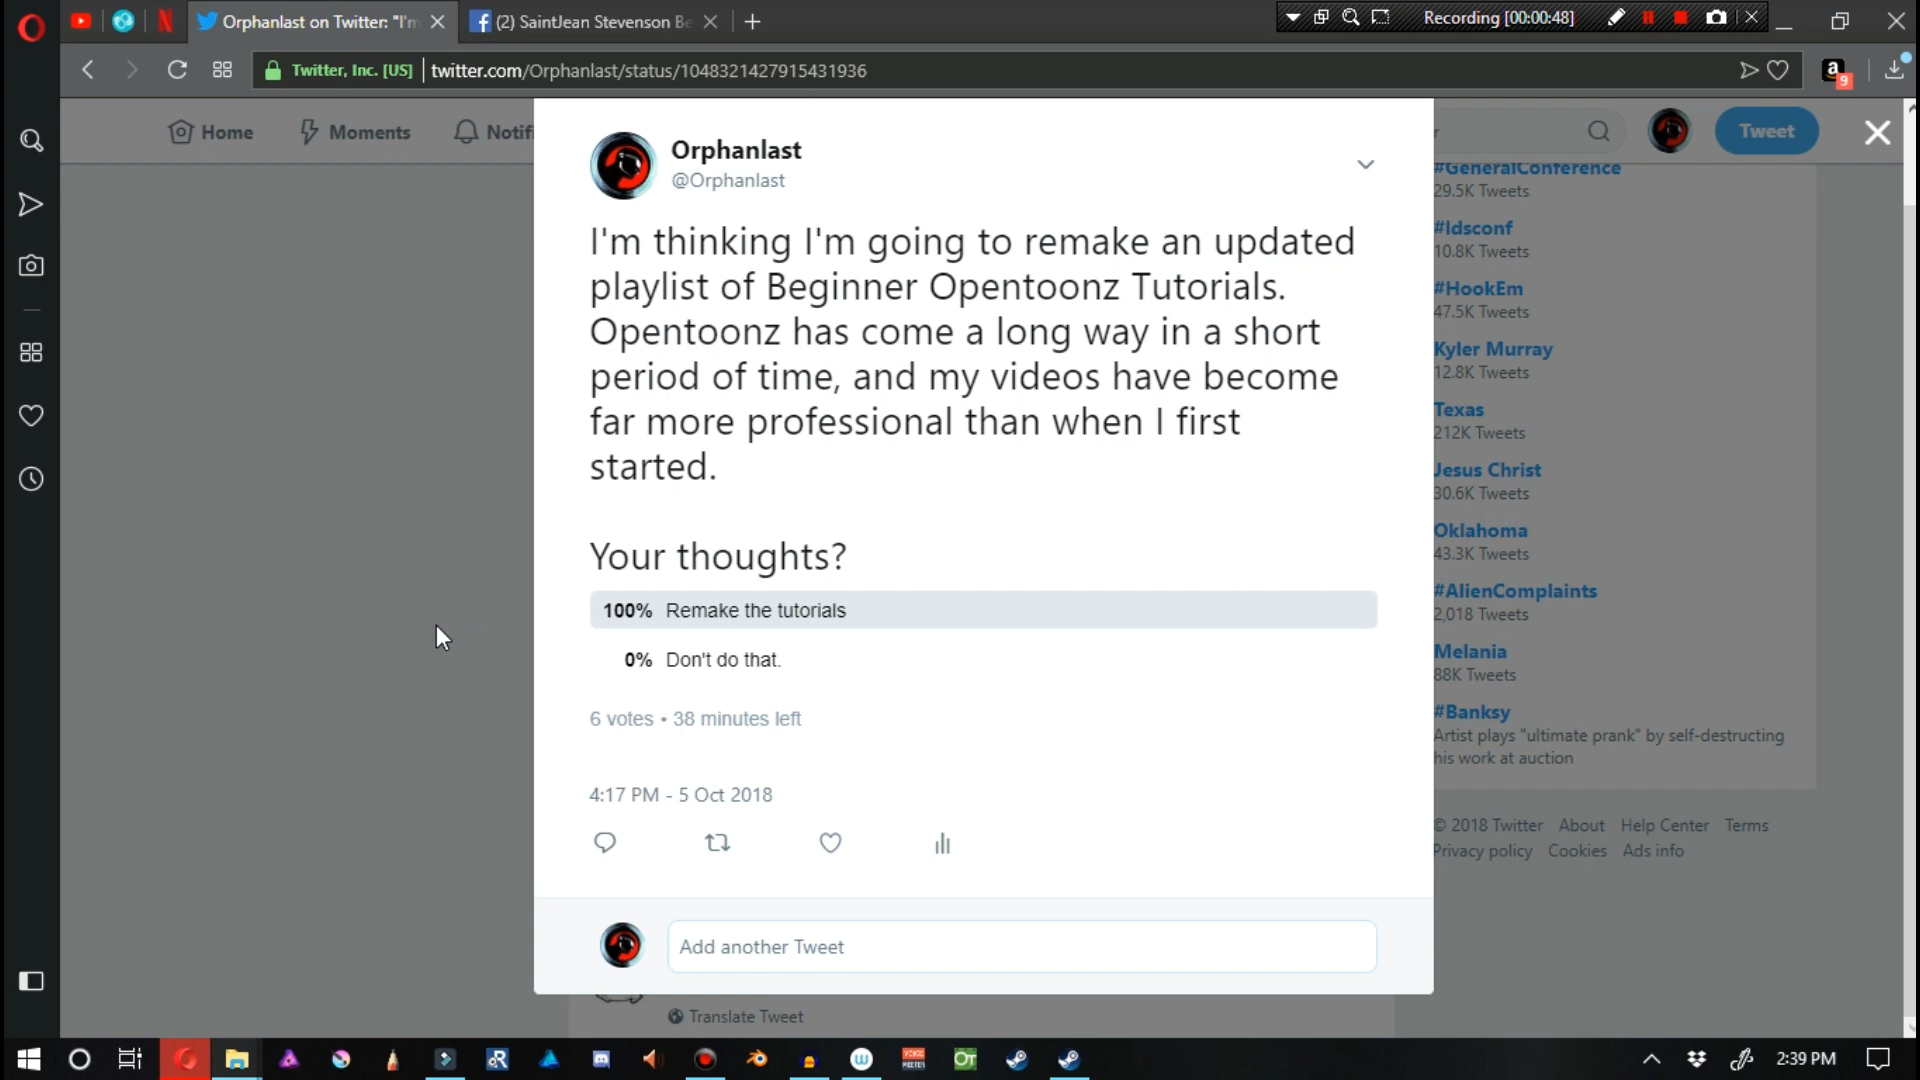 Orphanlast on Twitter: "I'm
(2) SaintJean Stevenson Be
Recording [00:00:48]
Twitter, Inc. [US]
twitter.com/Orphanlast/status/1048321427915431936
9
Home
Moments
Notifi
Tweet
Orphanlast
@Orphanlast
I'm thinking I'm going to remake an updated
playlist of Beginner Opentoonz Tutorials.
Opentoonz has come a long way in a short
period of time, and my videos have become
far more professional than when I first
started.
Your thoughts?
100% Remake the tutorials
0% Don't do that.
6 votes • 38 minutes left
4:17 PM - 5 Oct 2018
Add another Tweet
Translate Tweet
#GeneralConference
29.5K Tweets
#ldsconf
10.8K Tweets
#HookEm
47.5K Tweets
Kyler Murray
12.8K Tweets
Texas
212K Tweets
Jesus Christ
30.6K Tweets
Oklahoma
43.3K Tweets
#AlienComplaints
2,018 Tweets
Melania
88K Tweets
#Banksy
Artist plays "ultimate prank" by self-destructing
his work at auction
© 2018 Twitter About Help Center Terms
Privacy policy Cookies Ads info
2:39 PM